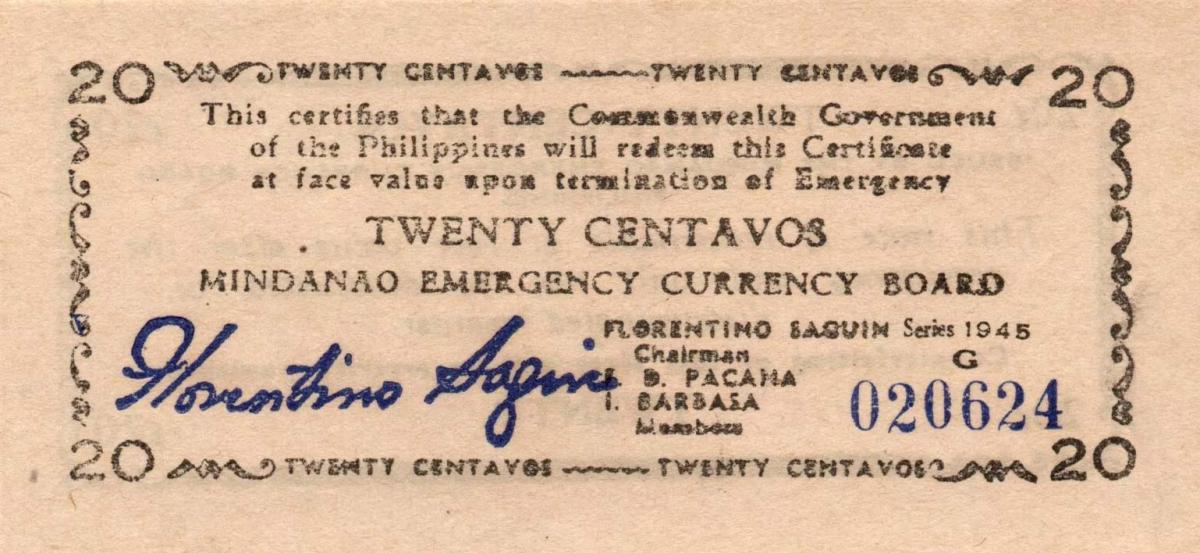 20 TWENTY CENTAVOS TWENTY CENTAVOS 20
This certifies that the Commonwealth Government
of the Philippines will redeem this Certificate
at face value upon termination of Emergency
TWENTY CENTAVOS
MINDANAO EMERGENCY CURRENCY BOARD
FLORENTINO SAGUIN Series 1945
Chairman G
D. PACANA
I. BARBASA
Members
020624
Florentino Saguin
20 TWENTY CENTAVOS TWENTY CENTAVOS 20